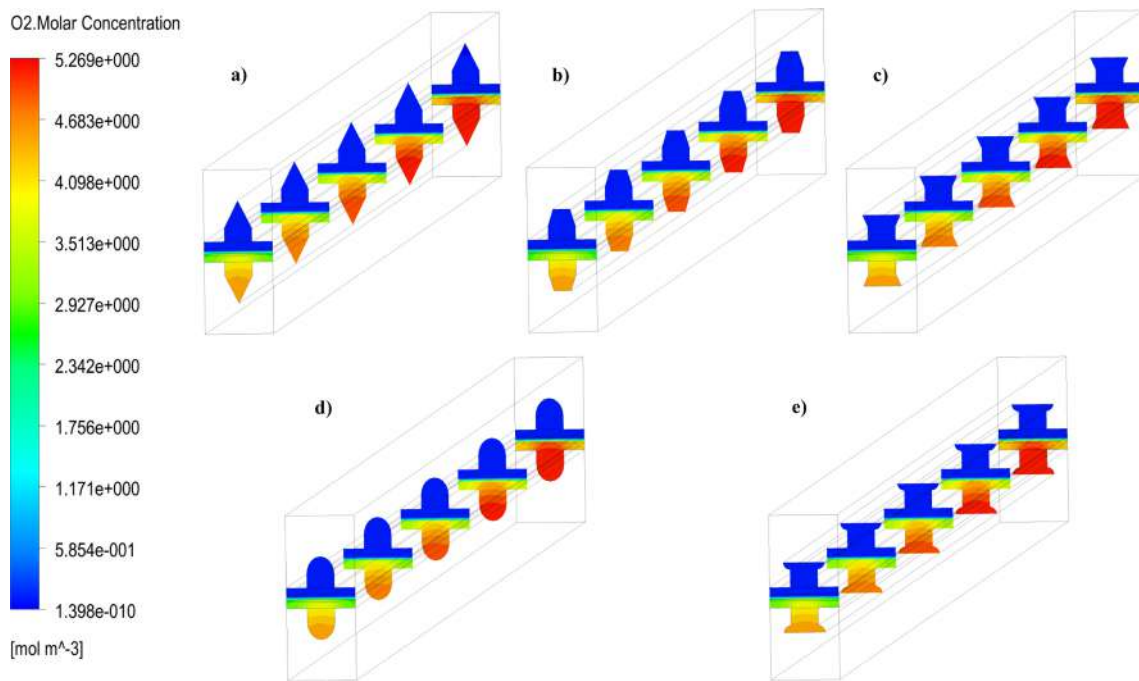 O2.Molar Concentration
5.269e+000
4.683e+000
4.098e+000
3.513e+000
2.927e+000
2.342e+000
1.756e+000
1.171e+000
5.854e-001
1.398e-010
[mol m^-3]
a)
b)
c)
d)
e)